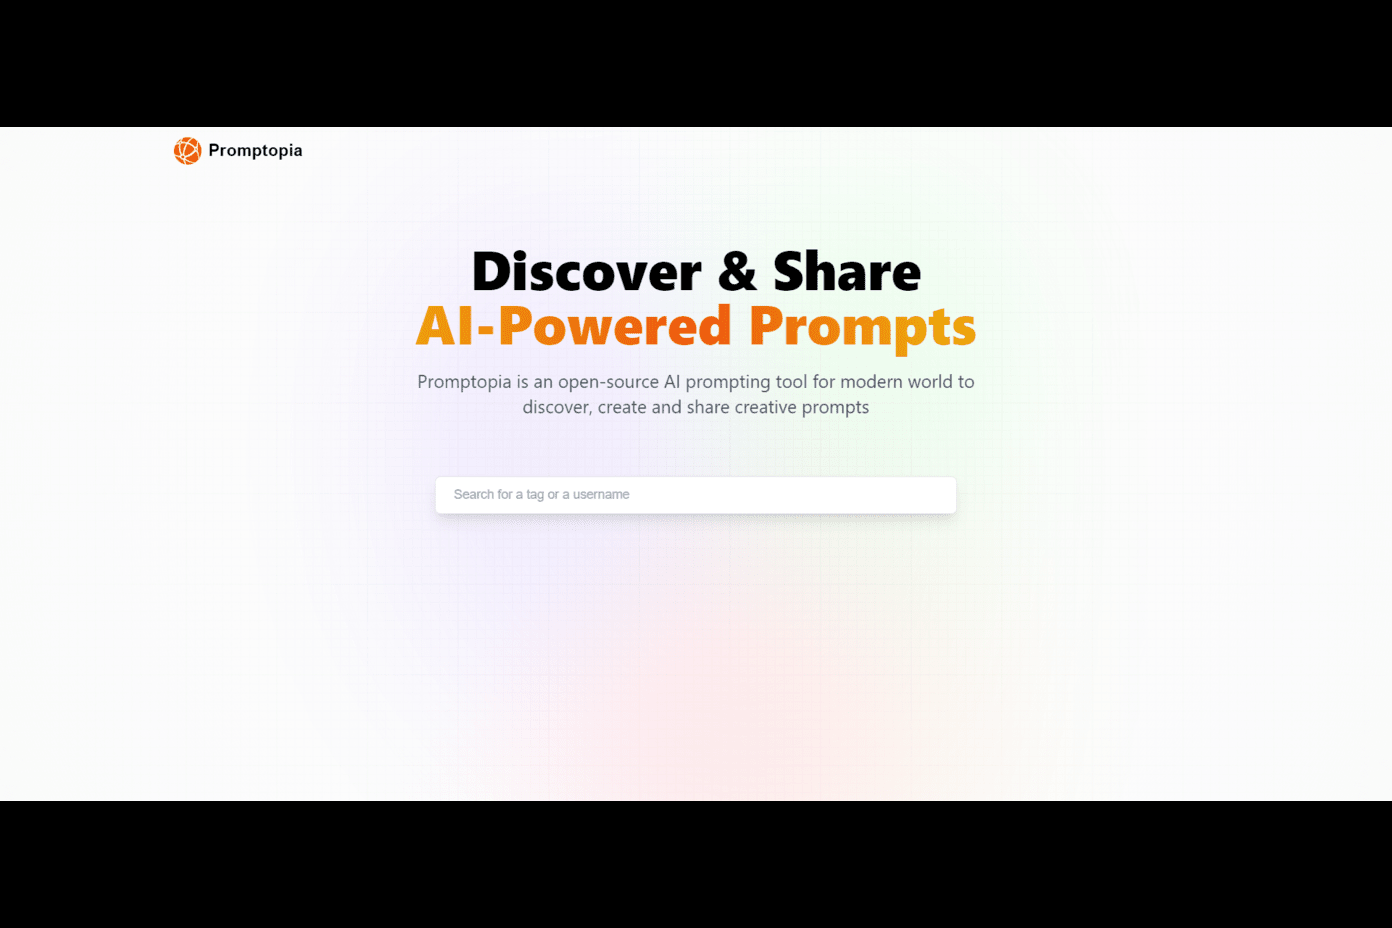 Promptopia
Discover & Share
AI-Powered Prompts
Promptopia is an open-source AI prompting tool for modern world to
discover, create and share creative prompts
Search for a tag or a username